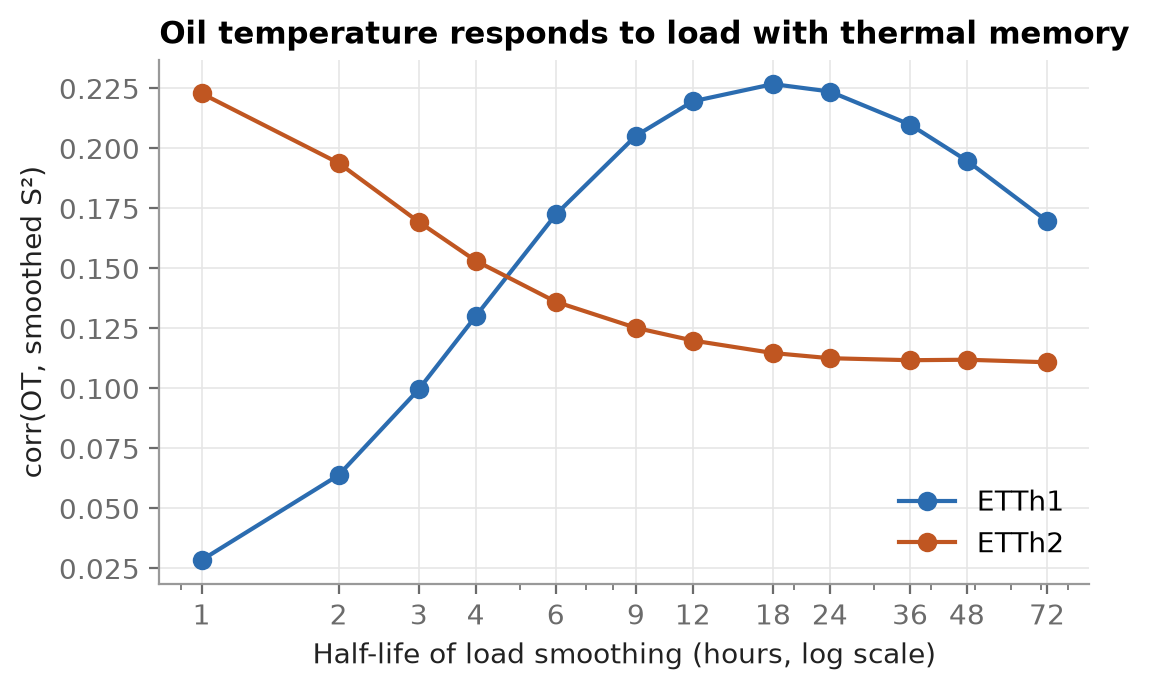 Oil temperature responds to load with thermal memory
corr(OT, smoothed S²)
0.225
0.200
0.175
0.150
0.125
0.100
0.075
0.050
0.025
ETTh1
ETTh2
1 2 3 4 6 9 12 18 24 36 48 72
Half-life of load smoothing (hours, log scale)